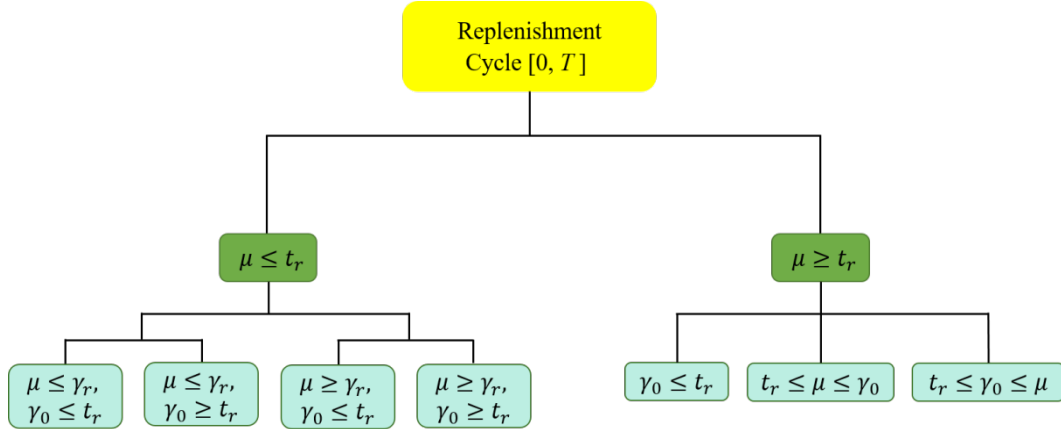 Replenishment
Cycle [0, T]
μ ≤ t_r
μ ≥ t_r
μ ≤ γ_r,
γ_0 ≤ t_r
μ ≤ γ_r,
γ_0 ≥ t_r
μ ≥ γ_r,
γ_0 ≤ t_r
μ ≥ γ_r,
γ_0 ≥ t_r
γ_0 ≤ t_r
t_r ≤ μ ≤ γ_0
t_r ≤ γ_0 ≤ μ